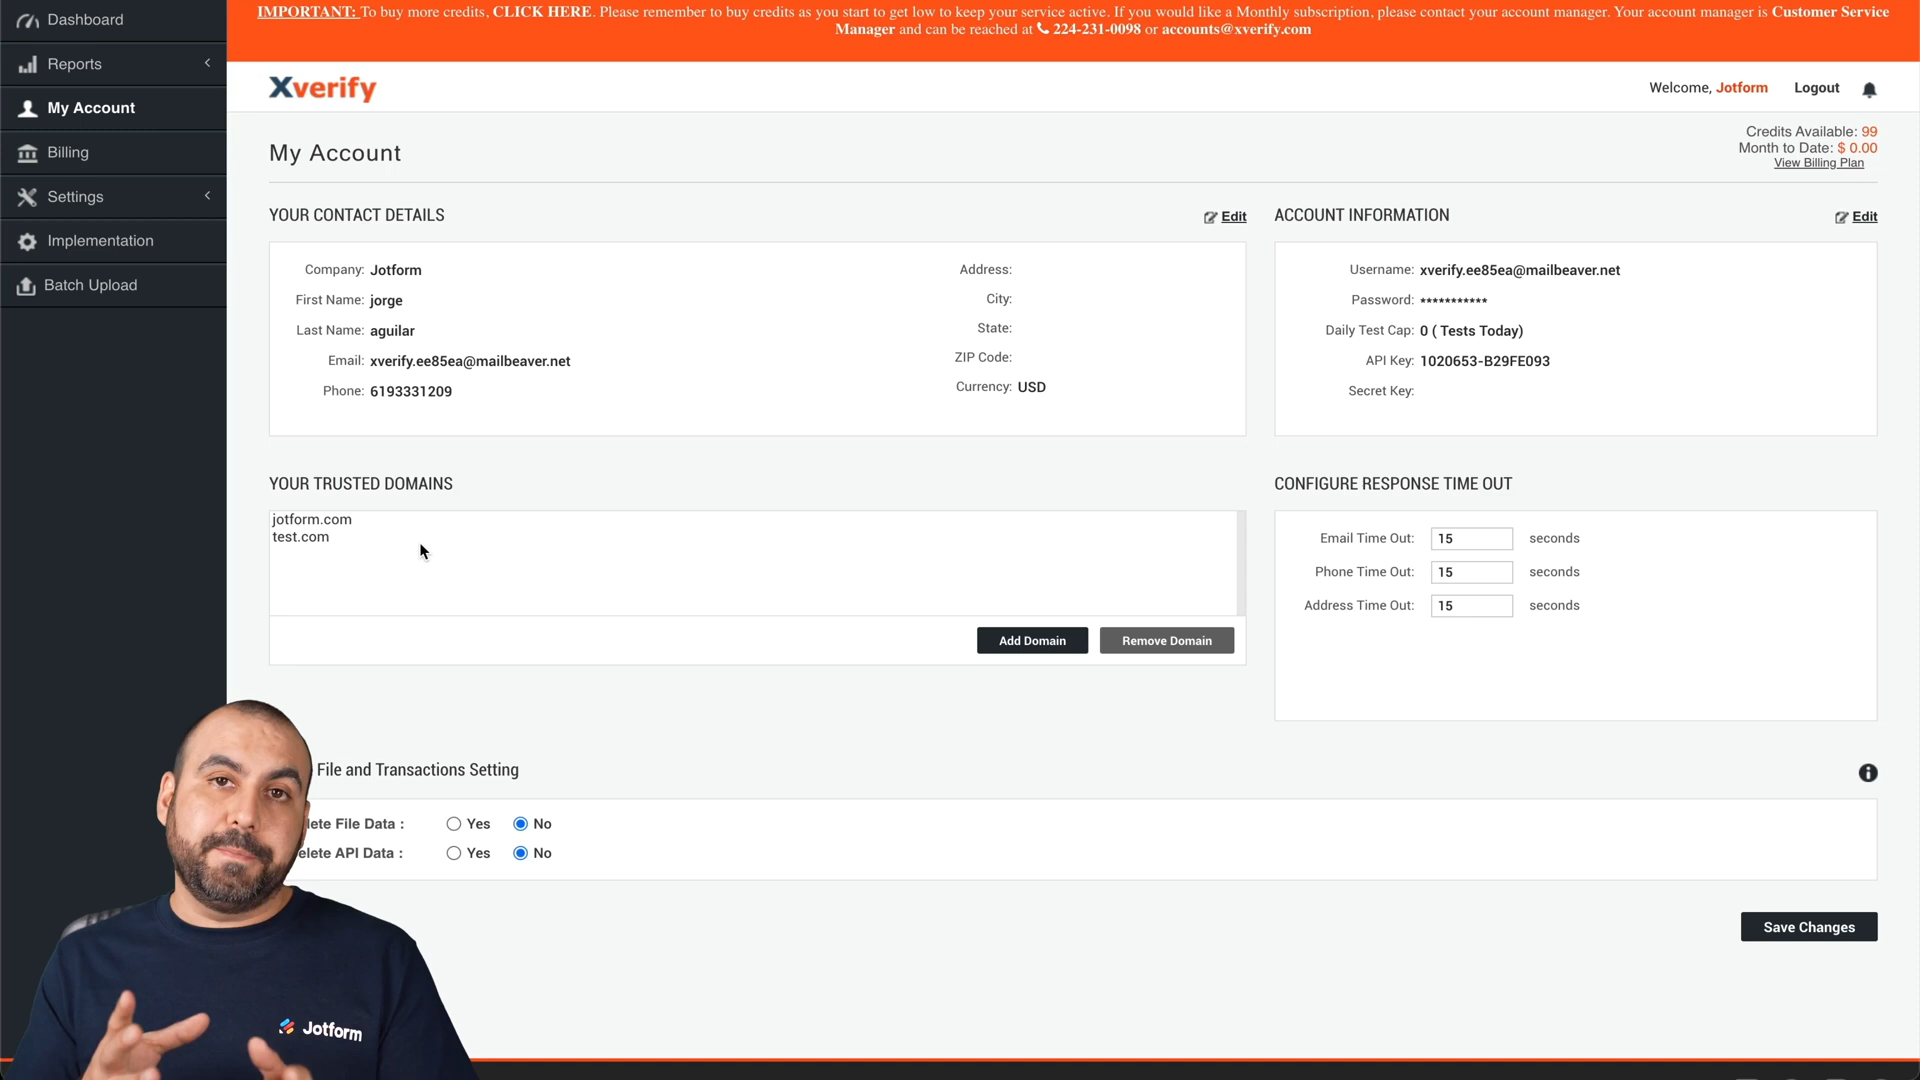 Dashboard
Reports
My Account
Billing
Settings
Implementation
Batch Upload
IMPORTANT: To buy more credits, CLICK HERE. Please remember to buy credits as you start to get low to keep your service active. If you would like a Monthly subscription, please contact your account manager. Your account manager is Customer Service
Manager and can be reached at 224-231-0098 or accounts@xverify.com
Xverify
Welcome, Jotform Logout
My Account
Credits Available: 99
Month to Date: $ 0.00
View Billing Plan
YOUR CONTACT DETAILS Edit
Company: Jotform
First Name: jorge
Last Name: aguilar
Email: xverify.ee85ea@mailbeaver.net
Phone: 6193331209
Address:
City:
State:
ZIP Code:
Currency: USD
ACCOUNT INFORMATION Edit
Username: xverify.ee85ea@mailbeaver.net
Password: ***********
Daily Test Cap: 0 ( Tests Today)
API Key: 1020653-B29FE093
Secret Key:
YOUR TRUSTED DOMAINS
jotform.com
test.com
Add Domain Remove Domain
CONFIGURE RESPONSE TIME OUT
Email Time Out: 15 seconds
Phone Time Out: 15 seconds
Address Time Out: 15 seconds
File and Transactions Setting
lete File Data : Yes No
elete API Data : Yes No
Save Changes
Jotform